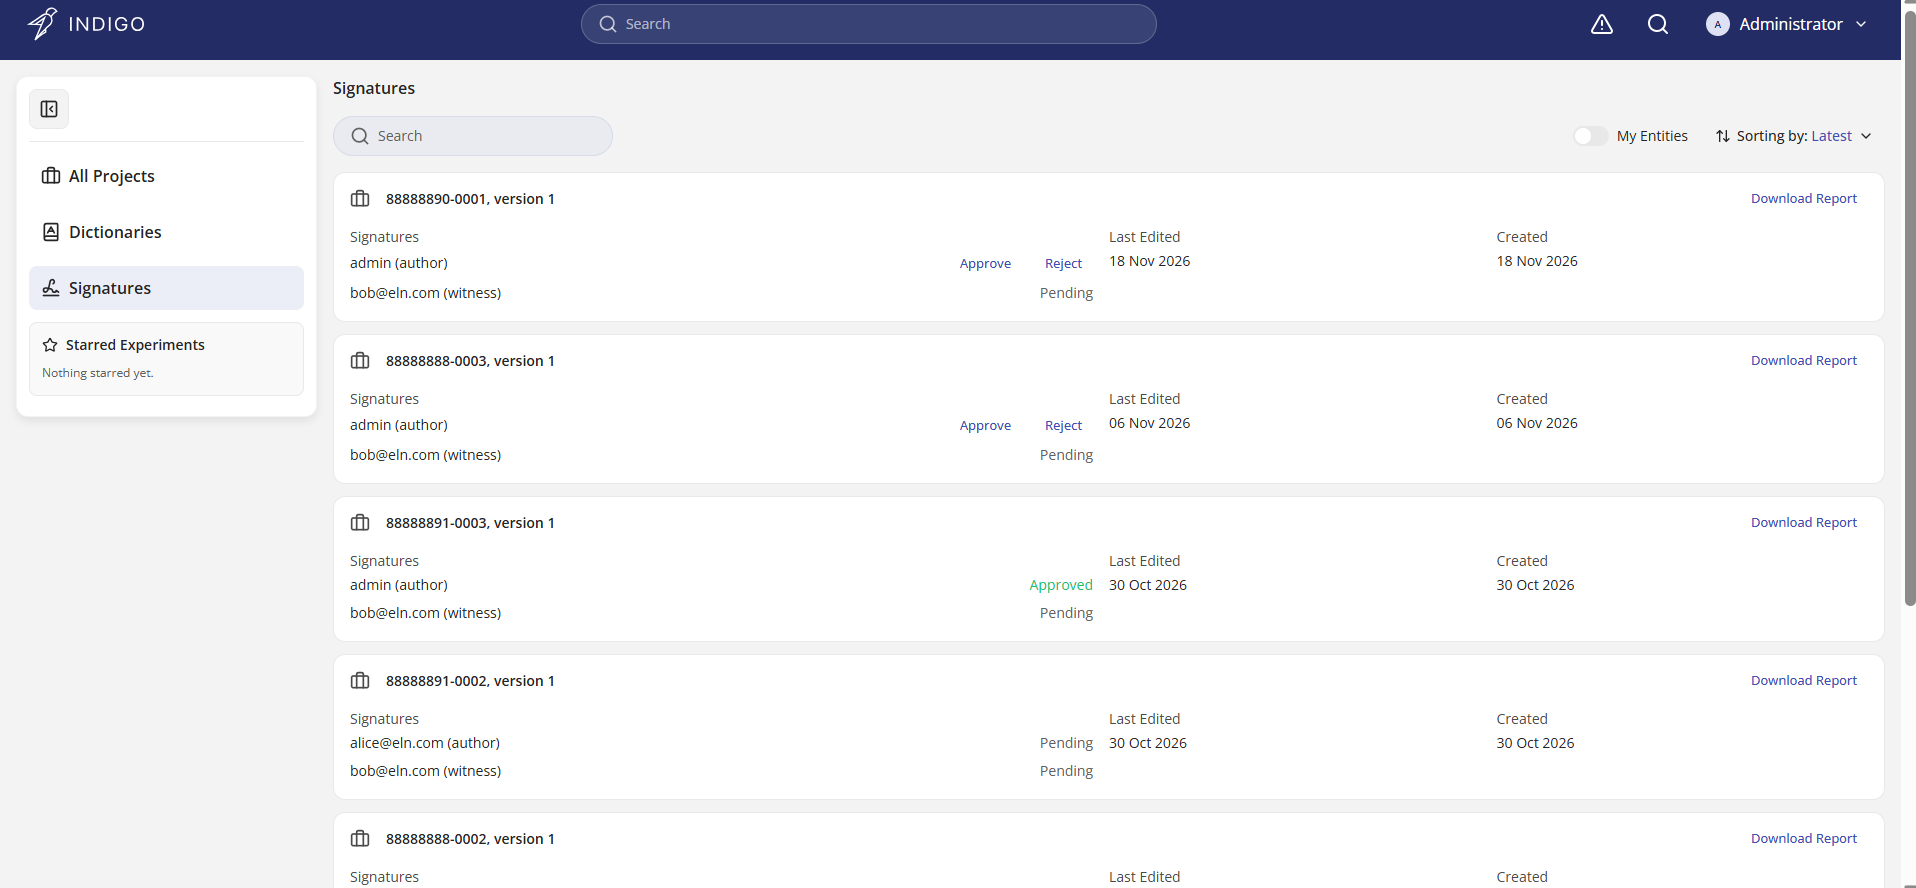 INDIGO
Search
A
Administrator
All Projects
Dictionaries
Signatures
Starred Experiments
Nothing starred yet.
Signatures
Search
My Entities
Sorting by: Latest
88888890-0001, version 1
Download Report
Signatures
Last Edited
Created
admin (author)
Approve
Reject
18 Nov 2026
18 Nov 2026
bob@eln.com (witness)
Pending
88888888-0003, version 1
Download Report
Signatures
Last Edited
Created
admin (author)
Approve
Reject
06 Nov 2026
06 Nov 2026
bob@eln.com (witness)
Pending
88888891-0003, version 1
Download Report
Signatures
Last Edited
Created
admin (author)
Approved
30 Oct 2026
30 Oct 2026
bob@eln.com (witness)
Pending
88888891-0002, version 1
Download Report
Signatures
Last Edited
Created
alice@eln.com (author)
Pending
30 Oct 2026
30 Oct 2026
bob@eln.com (witness)
Pending
88888888-0002, version 1
Download Report
Signatures
Last Edited
Created